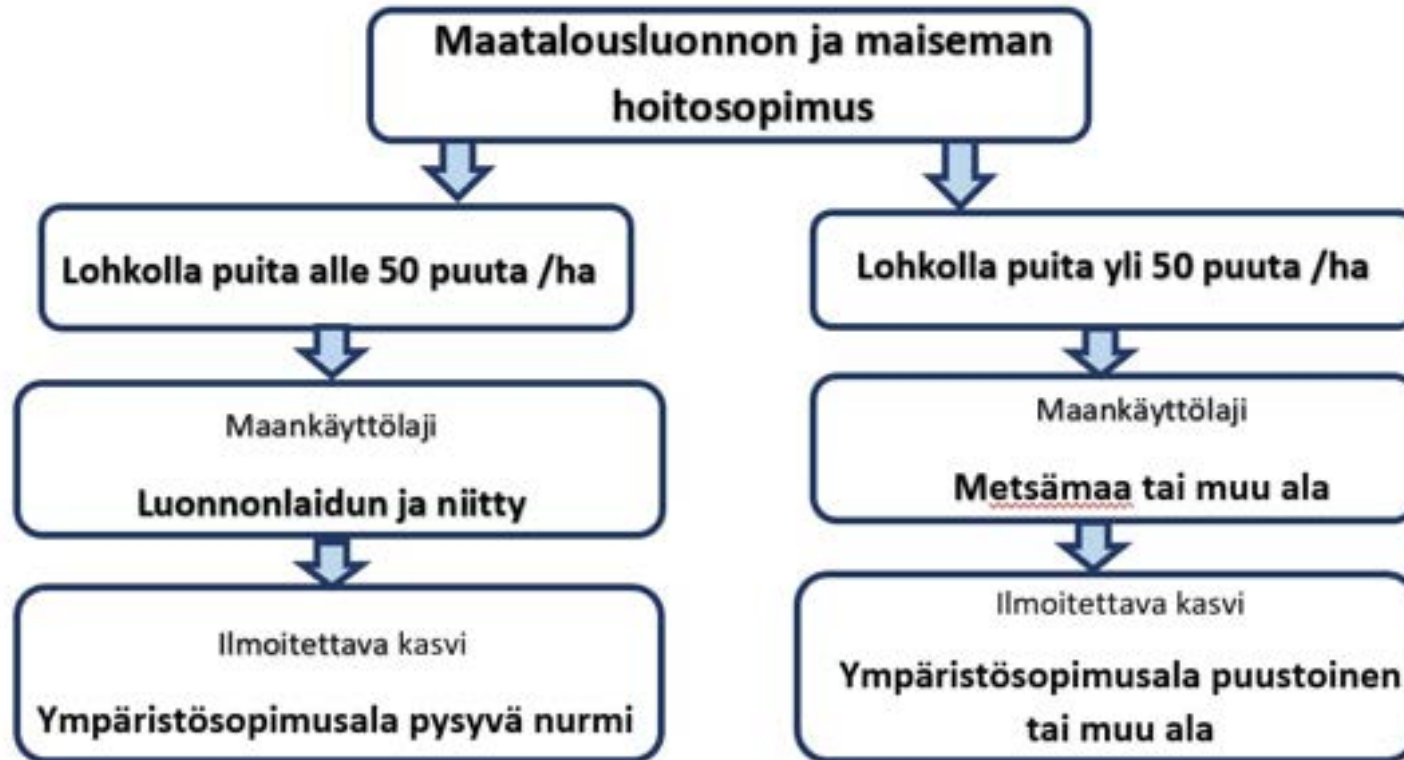 Maatalousluonnon ja maiseman
hoitosopimus
Lohkolla puita alle 50 puuta /ha
Maankäyttölaji
Luonnonlaidun ja niitty
Ilmoitettava kasvi
Ympäristösopimusala pysyvä nurmi
Lohkolla puita yli 50 puuta /ha
Maankäyttölaji
Metsämaa tai muu ala
Ilmoitettava kasvi
Ympäristösopimusala puustoinen
tai muu ala